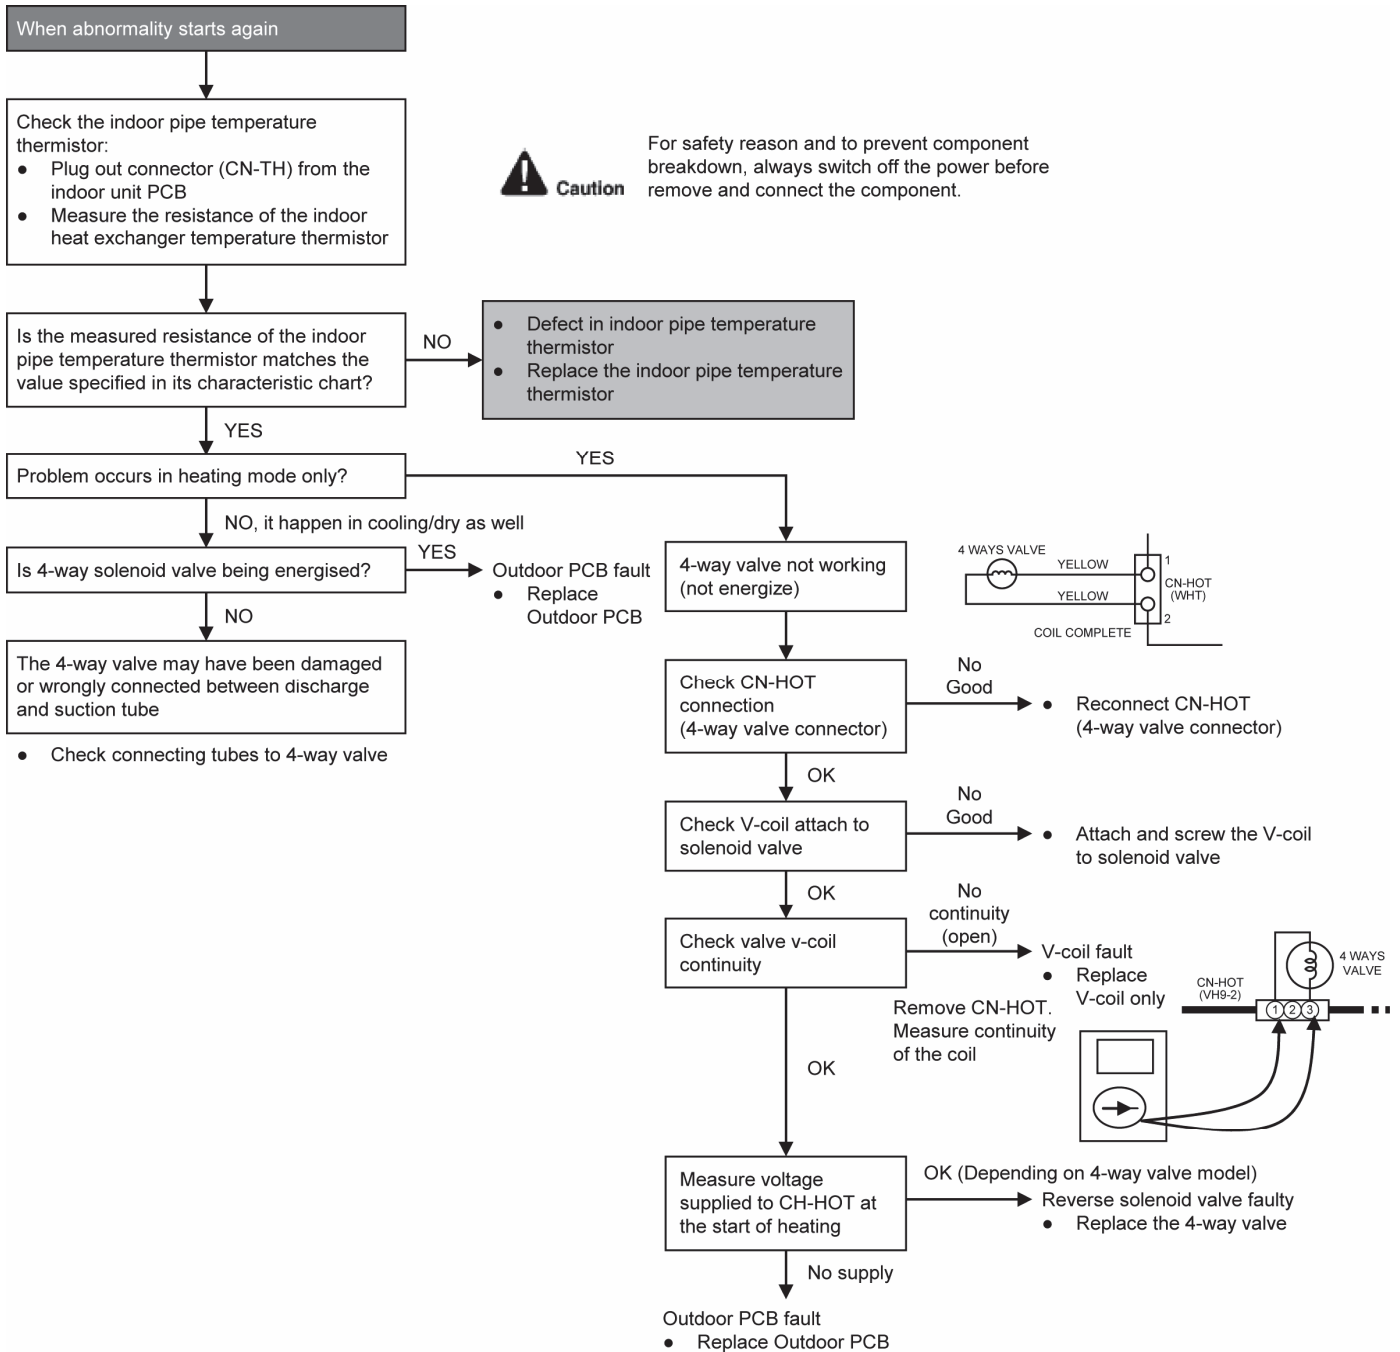 When abnormality starts again
Check the indoor pipe temperature
thermistor:
● Plug out connector (CN-TH) from the
indoor unit PCB
● Measure the resistance of the indoor
heat exchanger temperature thermistor
Caution
For safety reason and to prevent component
breakdown, always switch off the power before
remove and connect the component.
Is the measured resistance of the indoor
pipe temperature thermistor matches the
value specified in its characteristic chart?
NO
● Defect in indoor pipe temperature
thermistor
● Replace the indoor pipe temperature
thermistor
YES
Problem occurs in heating mode only?
YES
NO, it happen in cooling/dry as well
Is 4-way solenoid valve being energised?
YES
Outdoor PCB fault
● Replace
Outdoor PCB
NO
The 4-way valve may have been damaged
or wrongly connected between discharge
and suction tube
● Check connecting tubes to 4-way valve
4-way valve not working
(not energize)
4 WAYS VALVE
YELLOW
YELLOW
1
CN-HOT
(WHT)
2
COIL COMPLETE
Check CN-HOT
connection
(4-way valve connector)
No
Good
● Reconnect CN-HOT
(4-way valve connector)
OK
Check V-coil attach to
solenoid valve
No
Good
● Attach and screw the V-coil
to solenoid valve
OK
Check valve v-coil
continuity
No
continuity
(open)
V-coil fault
● Replace
V-coil only
Remove CN-HOT.
Measure continuity
of the coil
4 WAYS
VALVE
CN-HOT
(VH9-2)
1 2 3
OK
Measure voltage
supplied to CH-HOT at
the start of heating
OK (Depending on 4-way valve model)
Reverse solenoid valve faulty
● Replace the 4-way valve
No supply
Outdoor PCB fault
● Replace Outdoor PCB